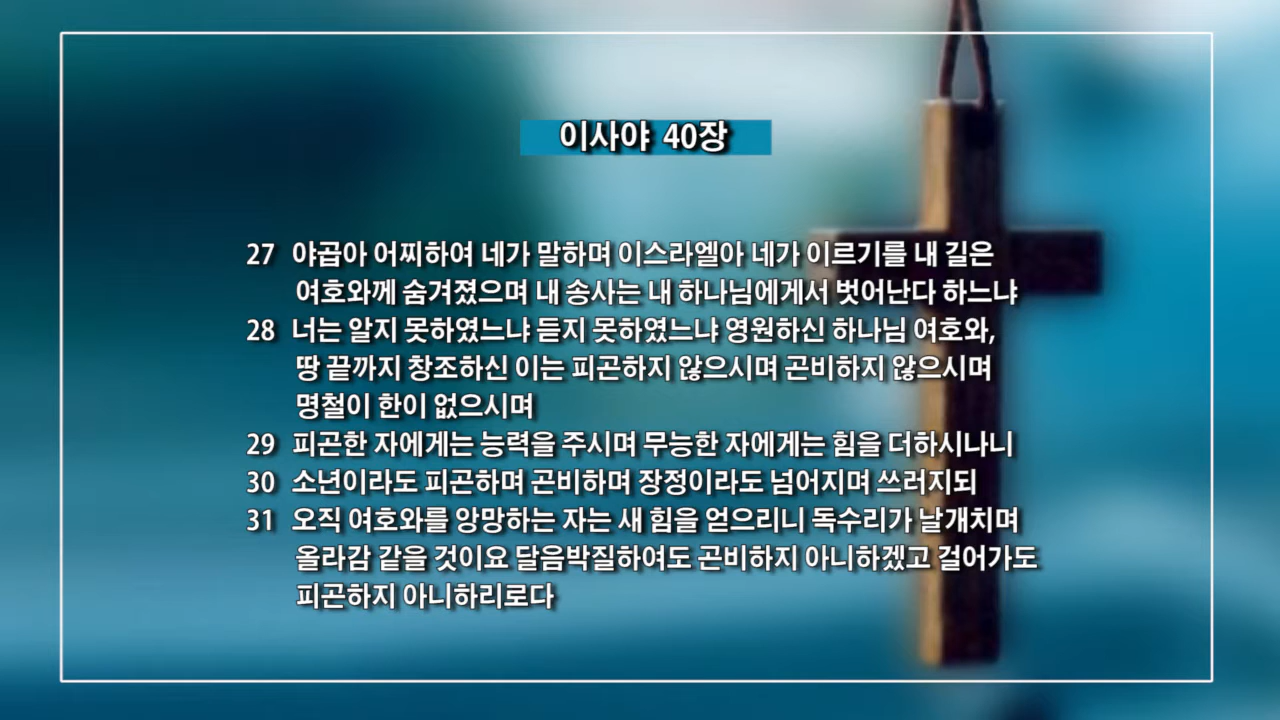 이사야 40장
27 야곱아 어찌하여 네가 말하며 이스라엘아 네가 이르기를 내 길은
여호와께 숨겨졌으며 내 송사는 내 하나님에게서 벗어난다 하느냐
28 너는 알지 못하였느냐 듣지 못하였느냐 영원하신 하나님 여호와,
땅 끝까지 창조하신 이는 피곤하지 않으시며 곤비하지 않으시며
명철이 한이 없으시며
29 피곤한 자에게는 능력을 주시며 무능한 자에게는 힘을 더하시나니
30 소년이라도 피곤하며 곤비하며 장정이라도 넘어지며 쓰러지되
31 오직 여호와를 앙망하는 자는 새 힘을 얻으리니 독수리가 날개치며
올라감 같을 것이요 달음박질하여도 곤비하지 아니하겠고 걸어가도
피곤하지 아니하리로다